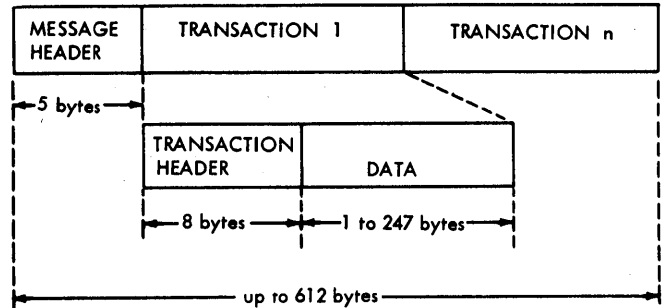 MESSAGE HEADER
TRANSACTION 1
TRANSACTION n
5 bytes
TRANSACTION HEADER
DATA
8 bytes
1 to 247 bytes
up to 612 bytes